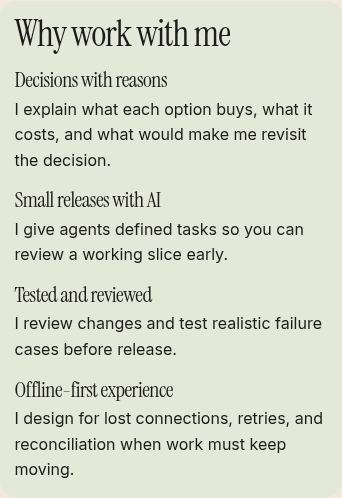 Why work with me
Decisions with reasons
I explain what each option buys, what it
costs, and what would make me revisit
the decision.
Small releases with AI
I give agents defined tasks so you can
review a working slice early.
Tested and reviewed
I review changes and test realistic failure
cases before release.
Offline-first experience
I design for lost connections, retries, and
reconciliation when work must keep
moving.